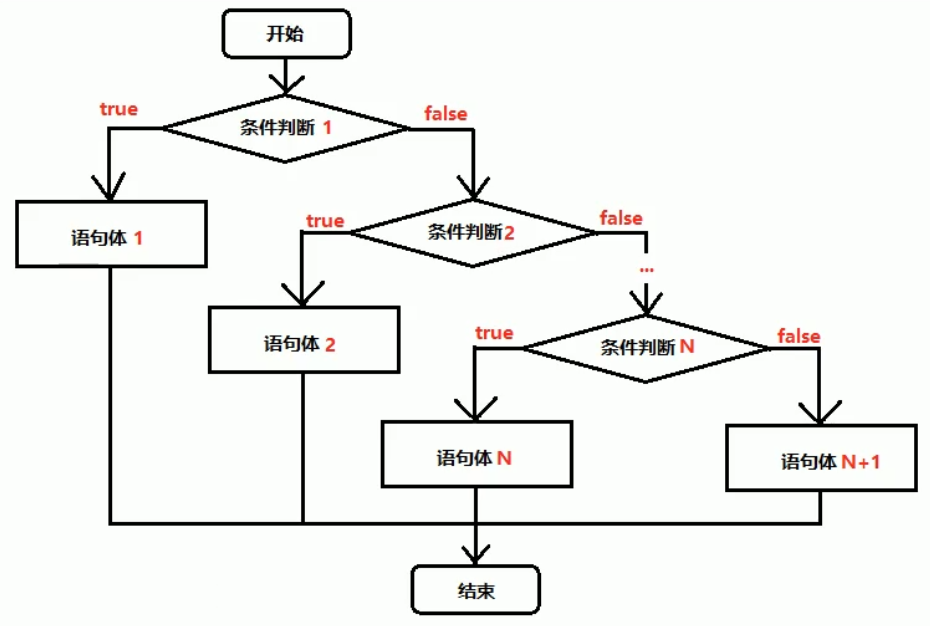 开始
true
条件判断 1
false
语句体 1
true
条件判断2
false
...
语句体 2
true
条件判断 N
false
语句体 N
语句体 N+1
结束